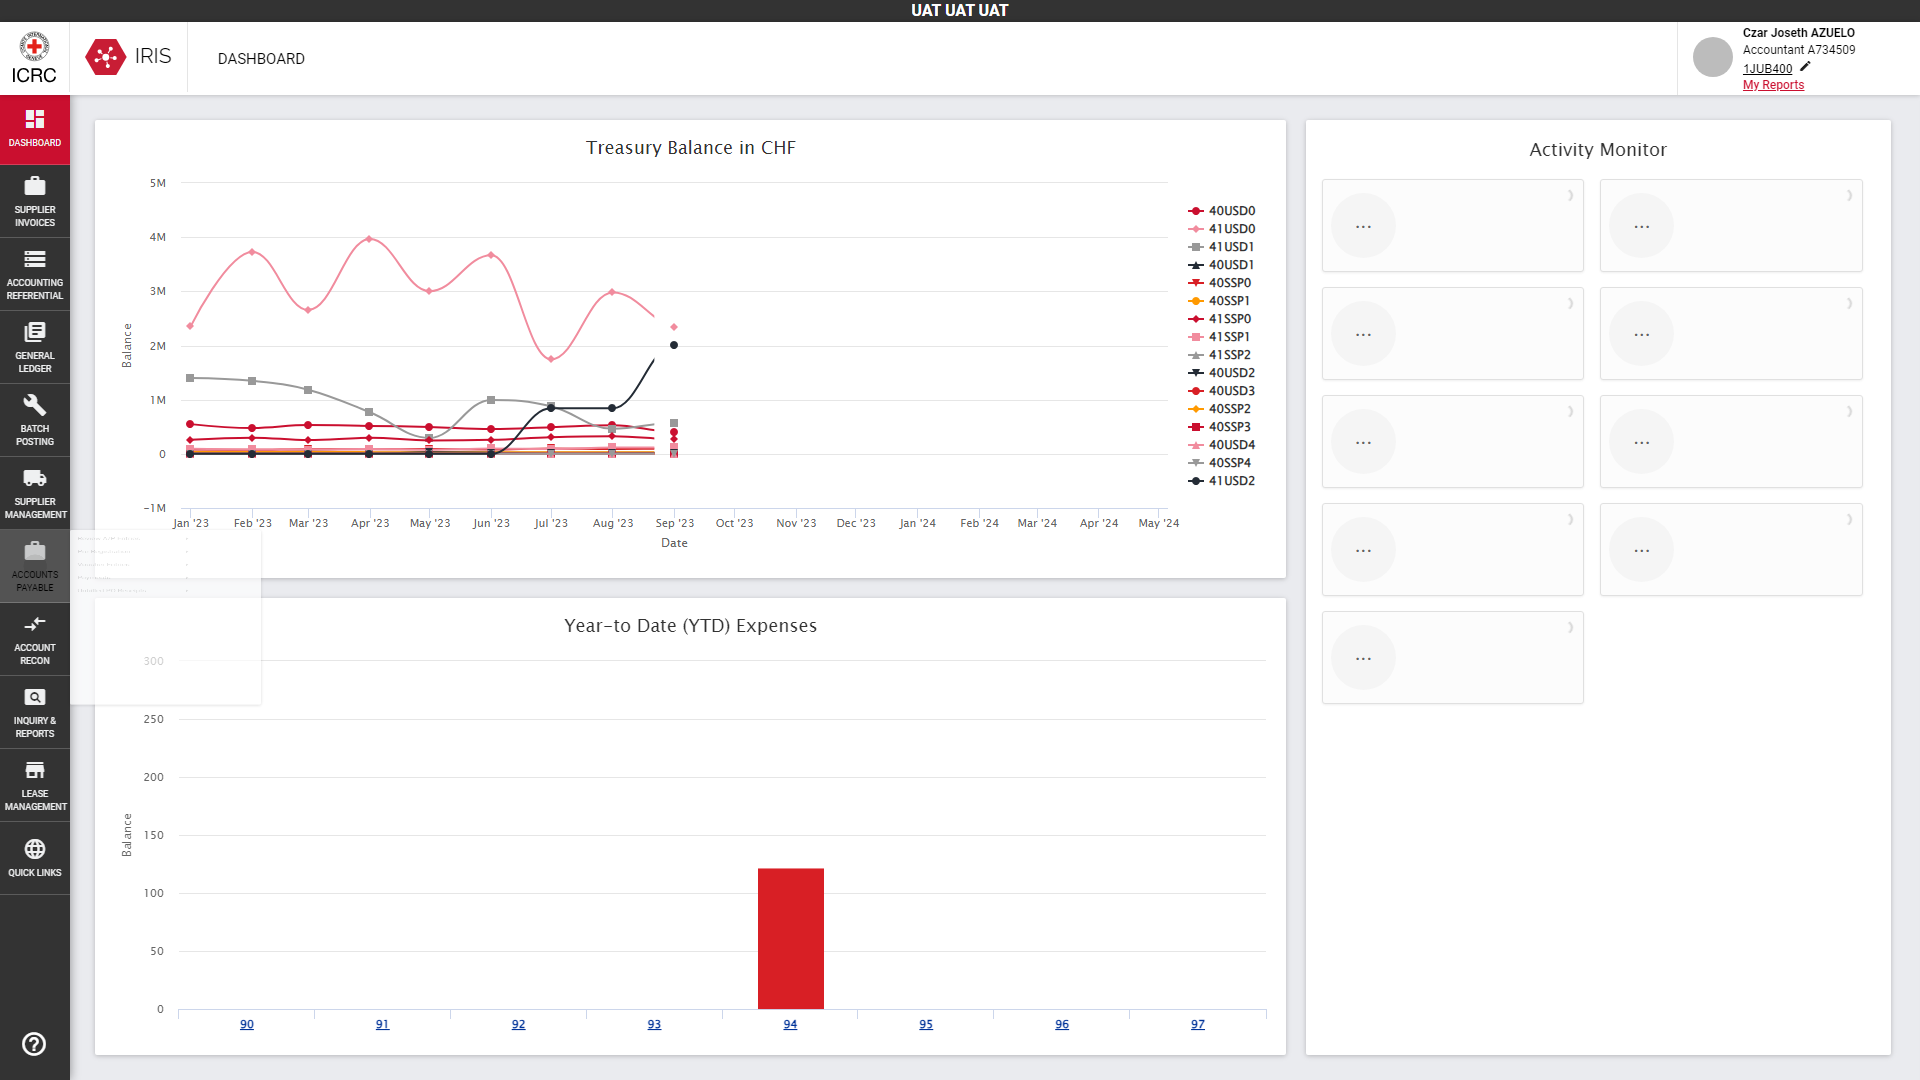 UAT UAT UAT
ICRC
IRIS
DASHBOARD
Czar Joseth AZUELO
Accountant A734509
1JUB400
My Reports
DASHBOARD
SUPPLIER
INVOICES
ACCOUNTING
REFERENTIAL
GENERAL
LEDGER
BATCH
POSTING
SUPPLIER
MANAGEMENT
ACCOUNTS
PAYABLE
ACCOUNT
RECON
INQUIRY &
REPORTS
LEASE
MANAGEMENT
QUICK LINKS
Treasury Balance in CHF
5M
4M
3M
2M
1M
0
-1M
Balance
Jan '23
Feb '23
Mar '23
Apr '23
May '23
Jun '23
Jul '23
Aug '23
Sep '23
Oct '23
Nov '23
Dec '23
Jan '24
Feb '24
Mar '24
Apr '24
May '24
Date
40USD0
41USD0
41USD1
40USD1
40SSP0
40SSP1
41SSP0
41SSP1
41SSP2
40USD2
40USD3
40SSP2
40SSP3
40USD4
40SSP4
41USD2
Year-to Date (YTD) Expenses
300
250
200
150
100
50
0
Balance
90
91
92
93
94
95
96
97
Activity Monitor
...
...
...
...
...
...
...
...
...